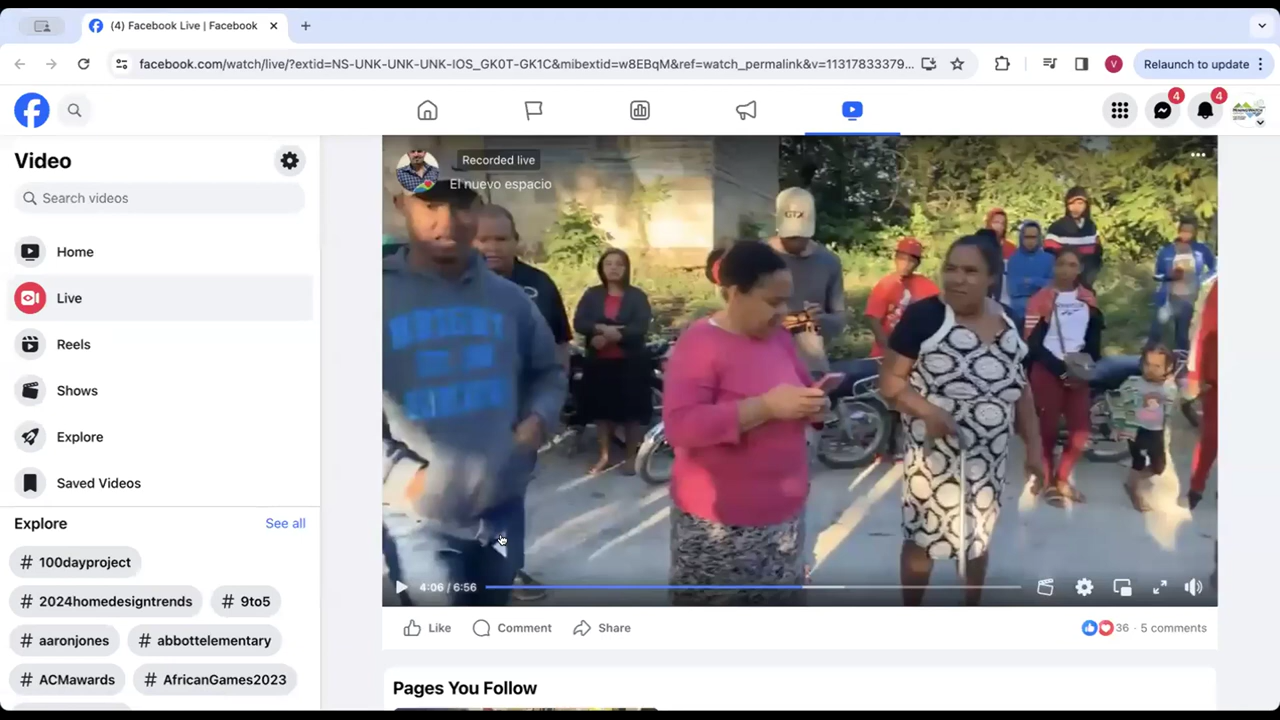 (4) Facebook Live | Facebook
facebook.com/watch/live/?extid=NS-UNK-UNK-UNK-IOS_GK0T-GK1C&mibextid=w8EBqM&ref=watch_permalink&v=11317833379...
V
Relaunch to update
4
4
Video
Search videos
Home
Live
Reels
Shows
Explore
Saved Videos
Explore
See all
# 100dayproject
# 2024homedesigntrends
# 9to5
# aaronjones
# abbottelementary
# ACMawards
# AfricanGames2023
Recorded live
El nuevo espacio
GTX
4:06 / 6:56
Like
Comment
Share
36 · 5 comments
Pages You Follow